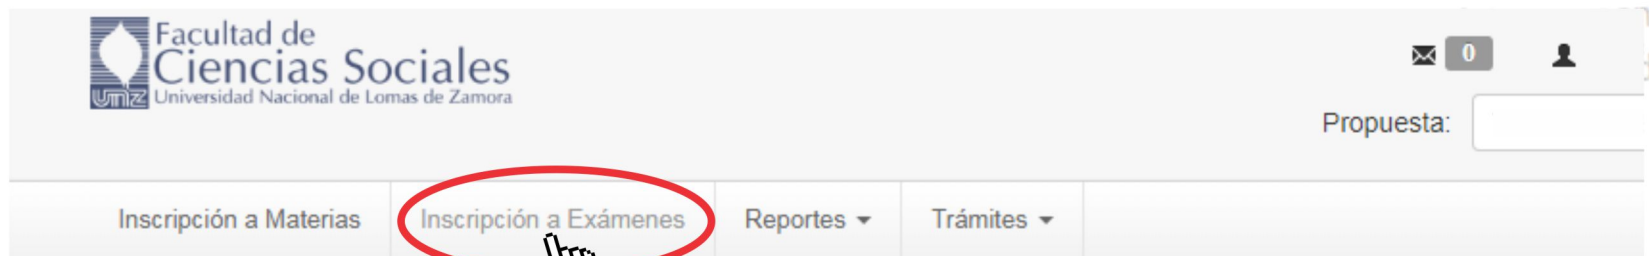 Facultad de
Ciencias Sociales
UNLZ Universidad Nacional de Lomas de Zamora
0
Propuesta:
Inscripción a Materias Inscripción a Exámenes Reportes Trámites